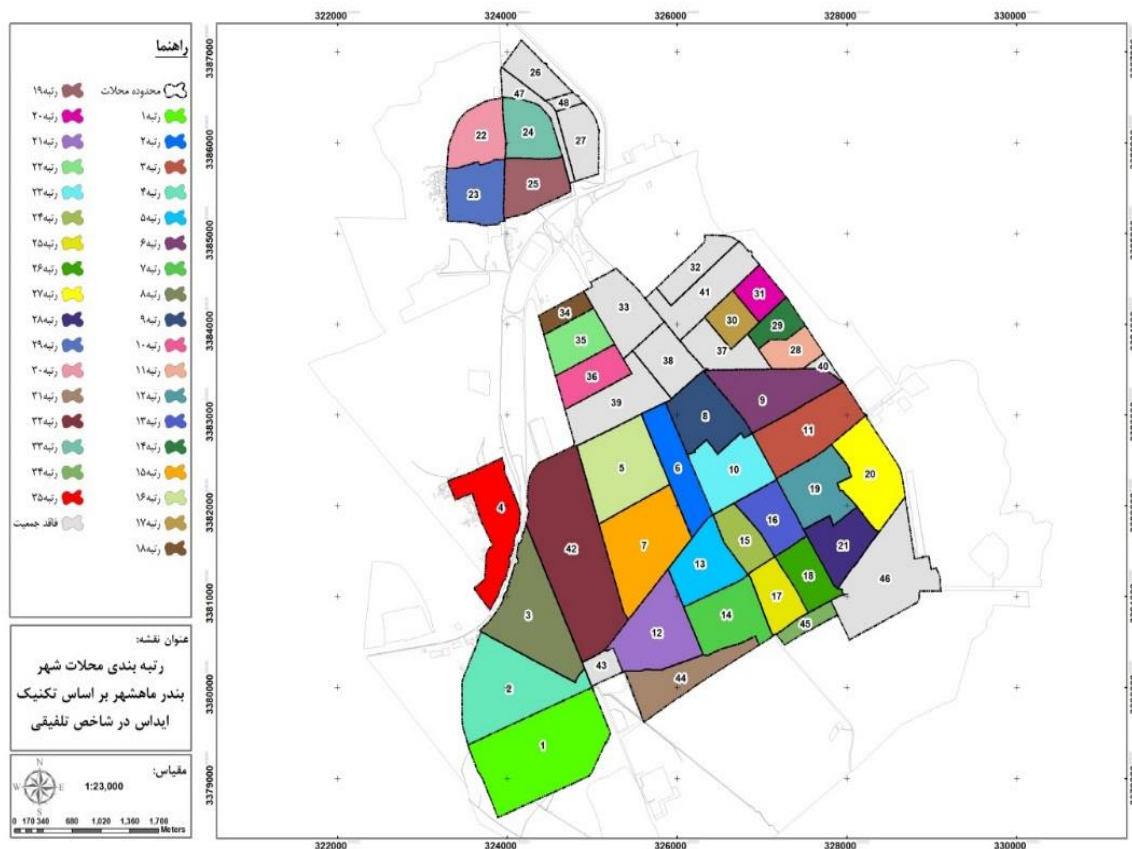 322000 324000 326000 328000 330000
راهنما
محدوده محلات
رتبه۱
رتبه۲
رتبه۳
رتبه۴
رتبه۵
رتبه۶
رتبه۷
رتبه۸
رتبه۹
رتبه۱۰
رتبه۱۱
رتبه۱۲
رتبه۱۳
رتبه۱۴
رتبه۱۵
رتبه۱۶
رتبه۱۷
رتبه۱۸
رتبه۱۹
رتبه۲۰
رتبه۲۱
رتبه۲۲
رتبه۲۳
رتبه۲۴
رتبه۲۵
رتبه۲۶
رتبه۲۷
رتبه۲۸
رتبه۲۹
رتبه۳۰
رتبه۳۱
رتبه۳۲
رتبه۳۳
رتبه۳۴
رتبه۳۵
فاقد جمعیت
عنوان نقشه:
رتبه بندی محلات شهر
بندر ماهشهر بر اساس تکنیک
ایداس در شاخص تلفیقی
مقیاس:
N
W E
S
1:23,000
0 170 340 680 1,020 1,360 1,700
Meters
3387000
3386000
3385000
3384000
3383000
3382000
3381000
3380000
3379000
26
47
48
22
24
27
23
25
32
41
33
31
34
30
29
35
37
28
38
36
40
39
9
8
11
5
6
10
20
4
19
16
42
7
15
21
13
46
18
3
17
14
45
12
43
44
2
1
322000 324000 326000 328000 330000